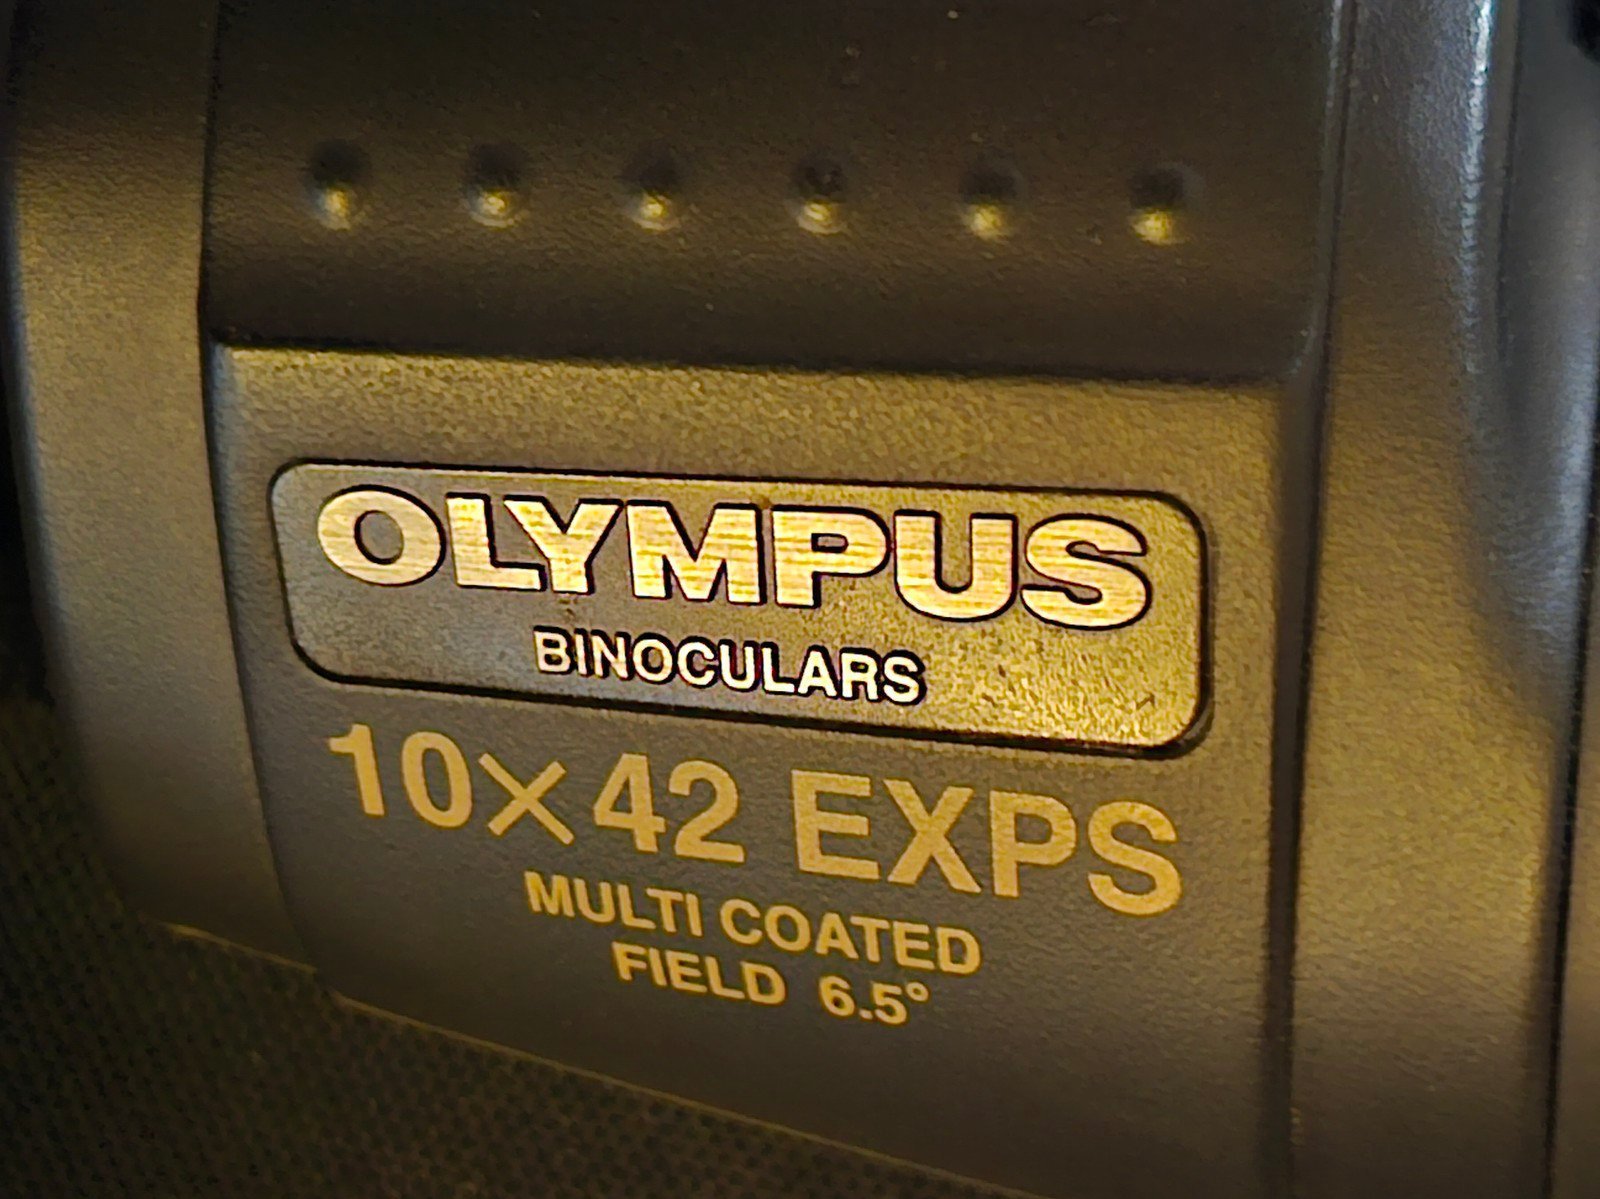 OLYMPUS
BINOCULARS
10×42 EXPS
MULTI COATED
FIELD 6.5°